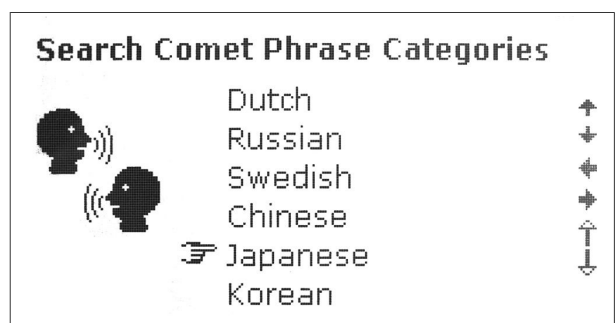 Search Comet Phrase Categories
Dutch
Russian
Swedish
Chinese
Japanese
Korean